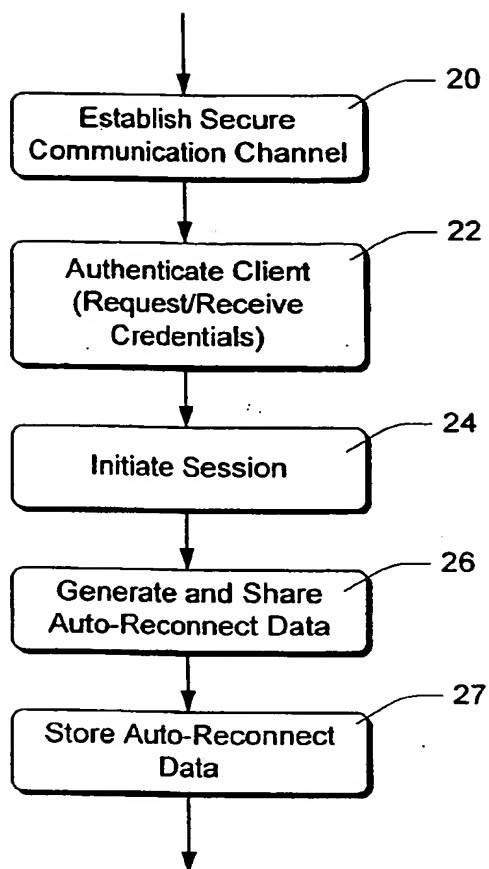 20
Establish Secure
Communication Channel
22
Authenticate Client
(Request/Receive
Credentials)
24
Initiate Session
26
Generate and Share
Auto-Reconnect Data
27
Store Auto-Reconnect
Data